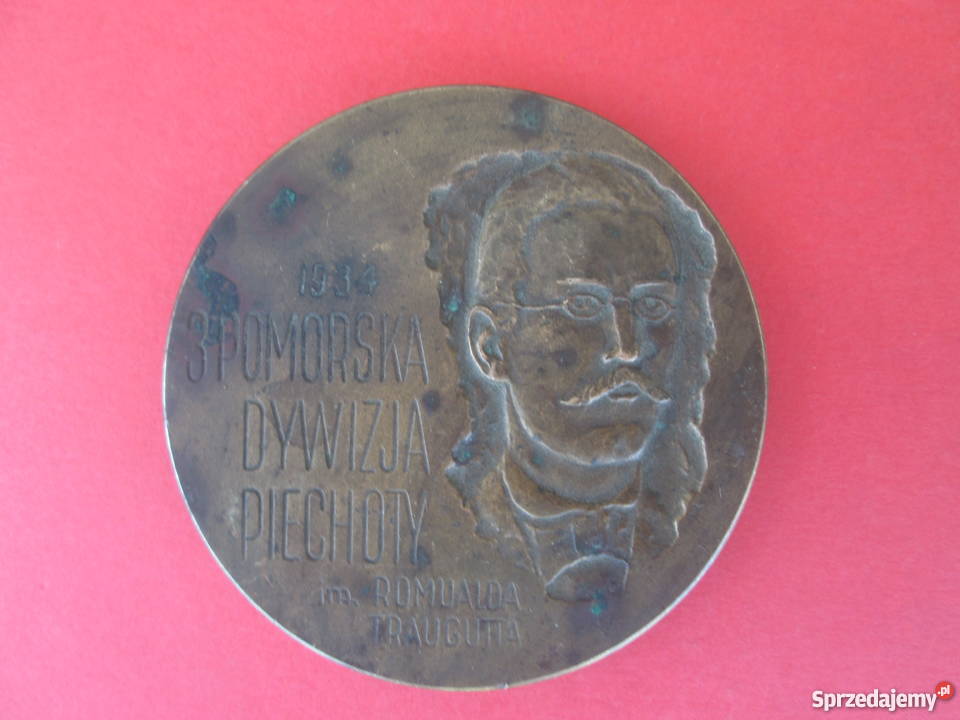 1934
3 POMORSKA
DYWIZJA
PIECHOTY
im. ROMUALDA
TRAUGUTTA
Sprzedajemy.pl